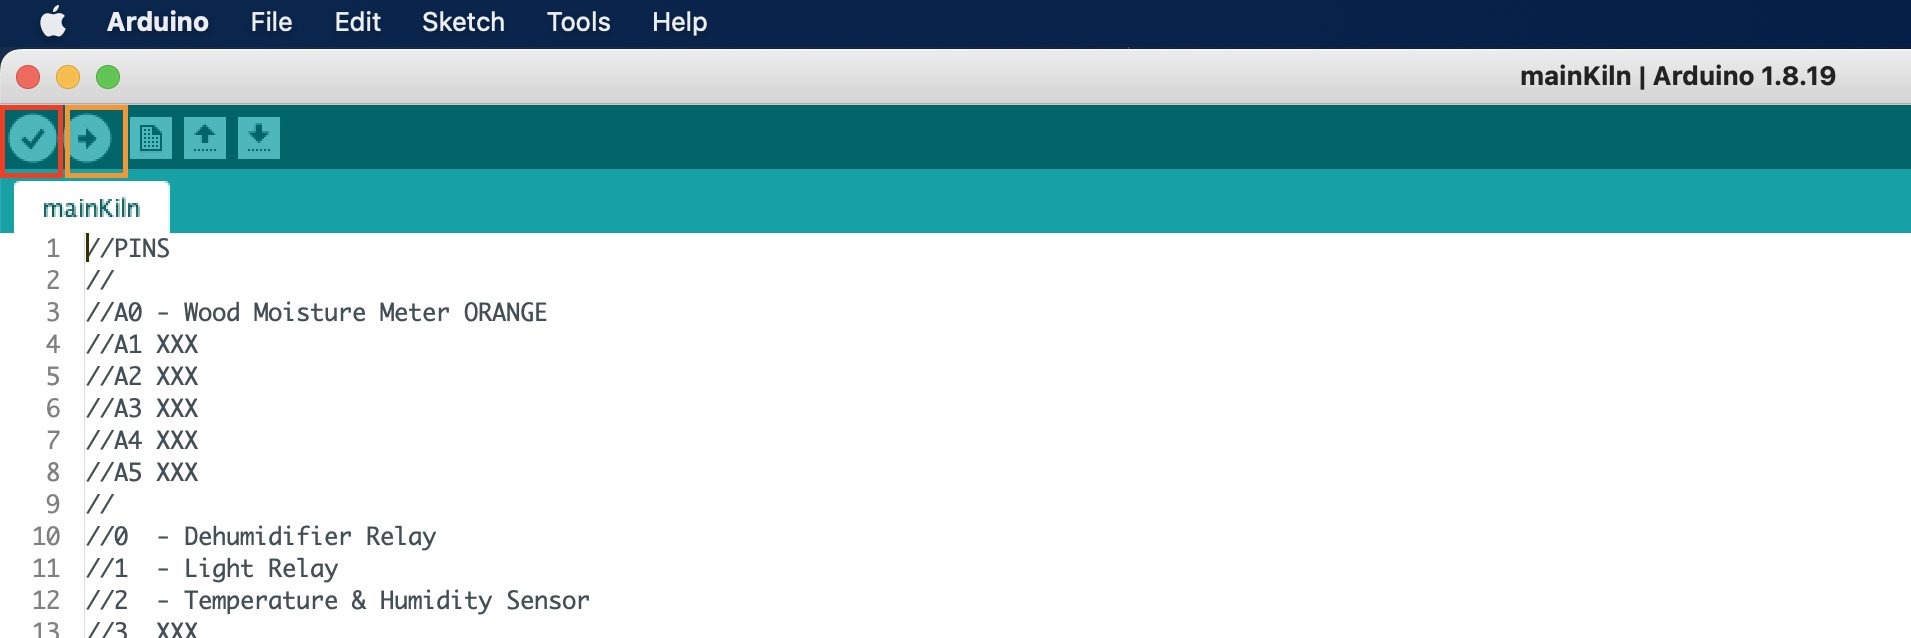 Arduino File Edit Sketch Tools Help
mainKiln | Arduino 1.8.19
mainKiln
1 //PINS
2 //
3 //A0 - Wood Moisture Meter ORANGE
4 //A1 XXX
5 //A2 XXX
6 //A3 XXX
7 //A4 XXX
8 //A5 XXX
9 //
10 //0  - Dehumidifier Relay
11 //1  - Light Relay
12 //2  - Temperature & Humidity Sensor
13 //3  XXX